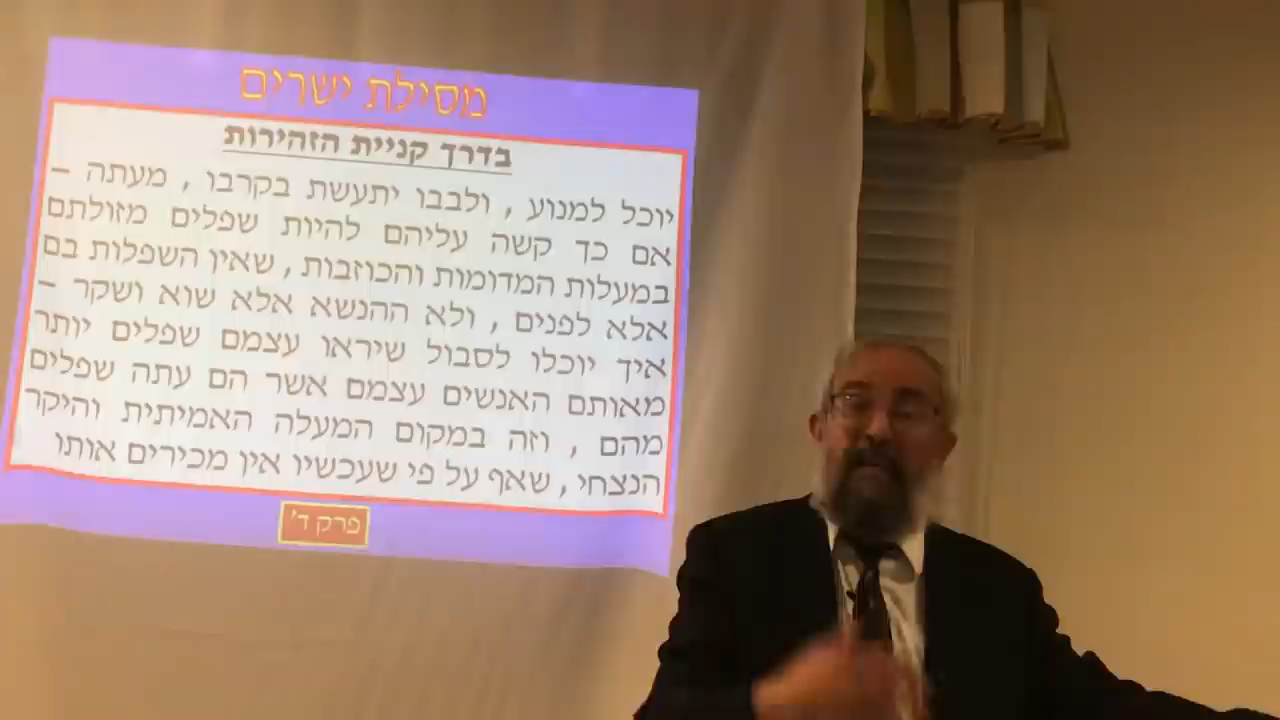 מסילת ישרים
בדרך קניית הזהירות
יוכל למנוע , ולבבו יתעשת בקרבו , מעתה –
אם כך קשה עליהם להיות שפלים מזולתם
במעלות המדומות והכוזבות , שאין השפלות בם
אלא לפנים , ולא ההנשא אלא שוא ושקר –
איך יוכלו לסבול שיראו עצמם שפלים יותר
מאותם האנשים עצמם אשר הם עתה שפלים
מהם , וזה במקום המעלה האמיתית והיקר
הנצחי , שאף על פי שעכשיו אין מכירים אותו
פרק ד'